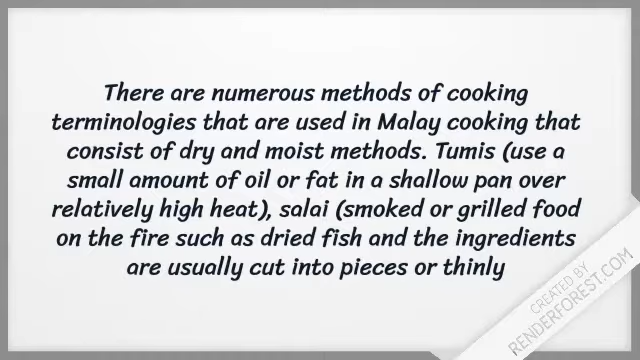 There are numerous methods of cooking
terminologies that are used in Malay cooking that
consist of dry and moist methods. Tumis (use a
small amount of oil or fat in a shallow pan over
relatively high heat), salai (smoked or grilled food
on the fire such as dried fish and the ingredients
are usually cut into pieces or thinly
CREATED BY
RENDERFOREST.COM